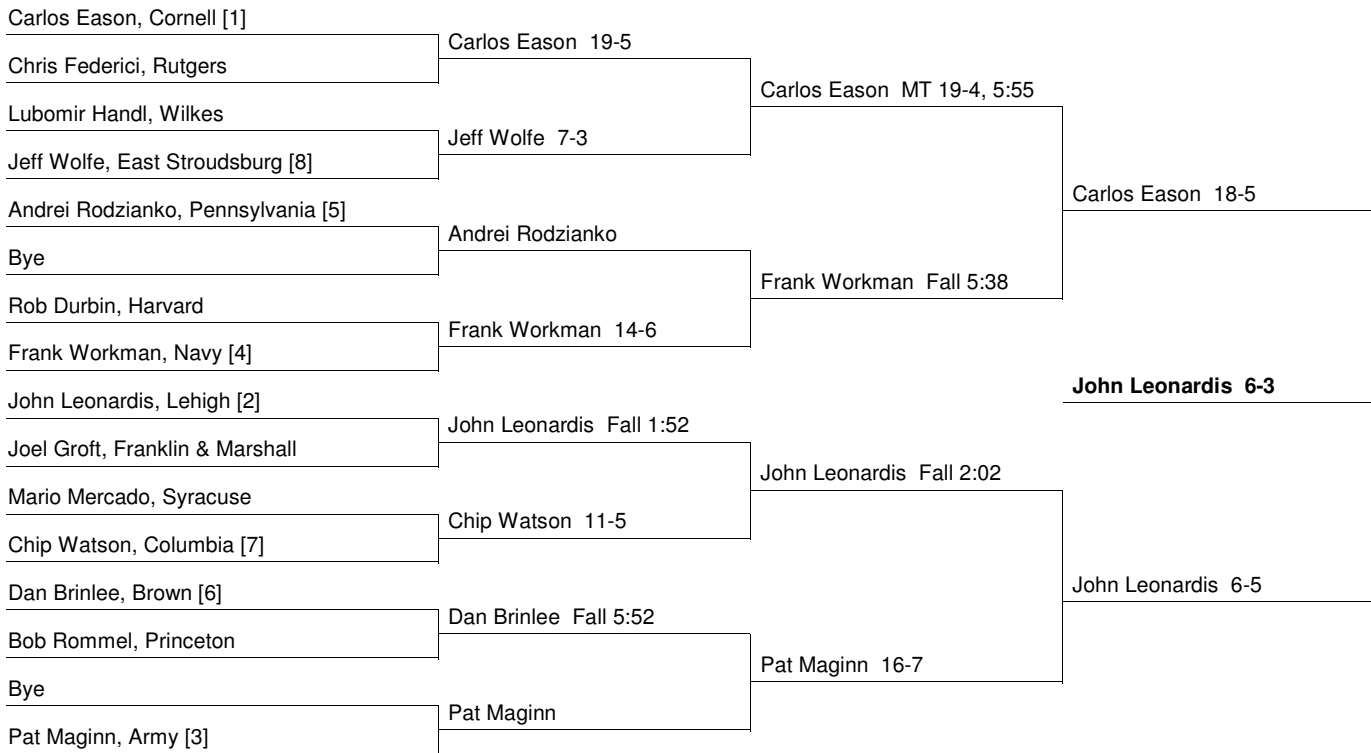 Carlos Eason, Cornell [1]
Chris Federici, Rutgers
Lubomir Handl, Wilkes
Jeff Wolfe, East Stroudsburg [8]
Andrei Rodzianko, Pennsylvania [5]
Bye
Rob Durbin, Harvard
Frank Workman, Navy [4]
John Leonardis, Lehigh [2]
Joel Groft, Franklin & Marshall
Mario Mercado, Syracuse
Chip Watson, Columbia [7]
Dan Brinlee, Brown [6]
Bob Rommel, Princeton
Bye
Pat Maginn, Army [3]
Carlos Eason 19-5
Jeff Wolfe 7-3
Andrei Rodzianko
Frank Workman 14-6
John Leonardis Fall 1:52
Chip Watson 11-5
Dan Brinlee Fall 5:52
Pat Maginn
Carlos Eason MT 19-4, 5:55
Frank Workman Fall 5:38
John Leonardis Fall 2:02
Pat Maginn 16-7
Carlos Eason 18-5
John Leonardis 6-3
John Leonardis 6-5